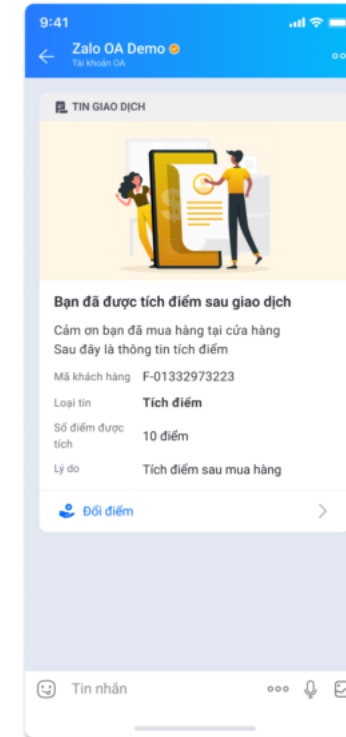 9:41
Zalo OA Demo
Tài khoản OA
TIN GIAO DỊCH
Bạn đã được tích điểm sau giao dịch
Cảm ơn bạn đã mua hàng tại cửa hàng
Sau đây là thông tin tích điểm
Mã khách hàng F-01332973223
Loại tin Tích điểm
Số điểm được
tích
10 điểm
Lý do Tích điểm sau mua hàng
Đổi điểm
Tin nhắn